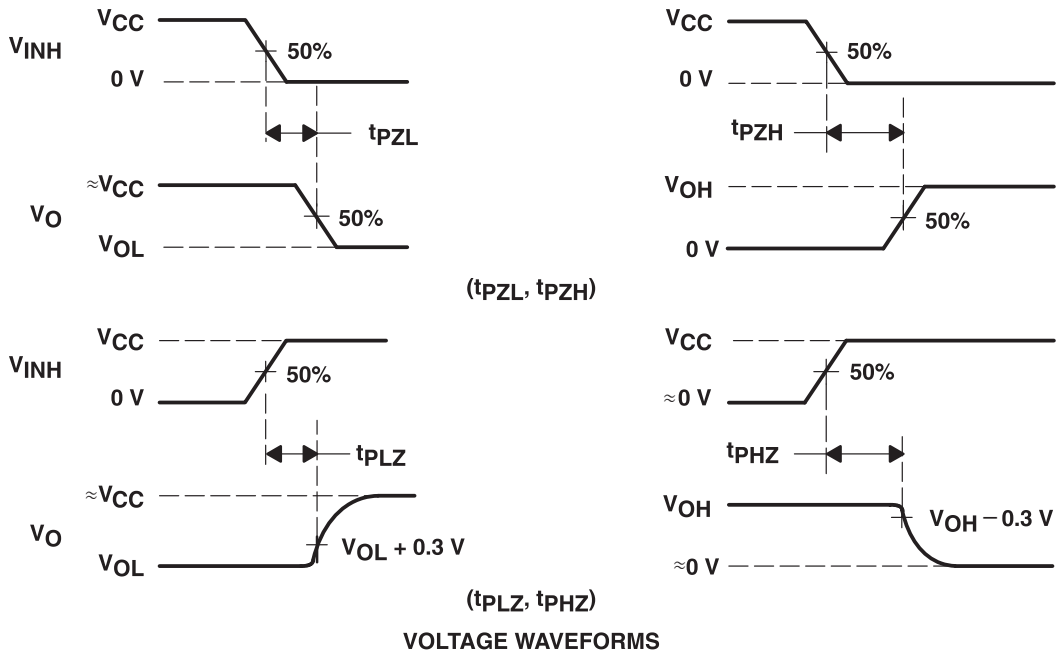 VCC
VINH
50%
0 V
tPZL
≈VCC
VO
50%
VOL
VCC
50%
0 V
tPZH
VOH
50%
0 V
(tPZL, tPZH)
VCC
VINH
50%
0 V
tPLZ
≈VCC
VO
VOL + 0.3 V
VOL
VCC
50%
≈0 V
tPHZ
VOH
VOH − 0.3 V
≈0 V
(tPLZ, tPHZ)
VOLTAGE WAVEFORMS